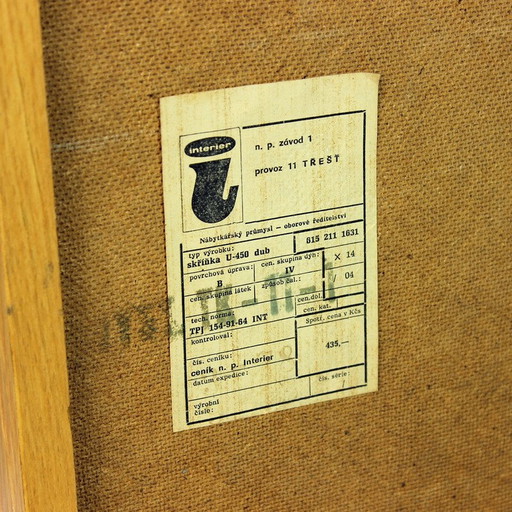 interier
n. p. závod 1
provoz 11 TŘEŠŤ
Nábytkářský průmysl – oborové ředitelství
typ výrobku:
skříňka U-450 dub
815 211 1631
povrchová úprava:
B
cen. skupina dýh:
IV
X 14
cen. skupina látek
způsob čal.:
/ 04
tech. norma:
TPJ 154-91-64 INT
cen. děl.
cen. kat.
kontroloval:
Spotř. cena v Kčs
435,—
čís. ceníku:
ceník n. p. Interier
datum expedice:
výrobní
číslo:
čís. série: